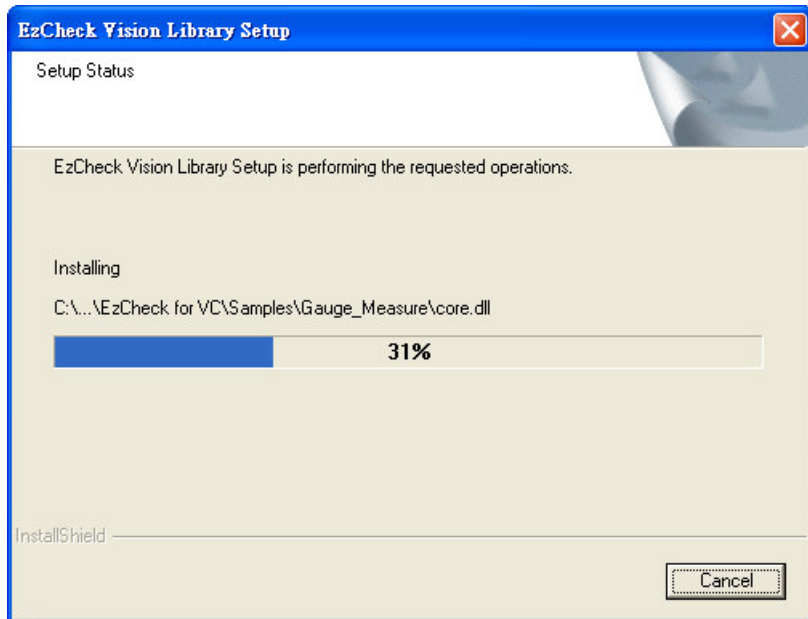 EzCheck Vision Library Setup
Setup Status
EzCheck Vision Library Setup is performing the requested operations.
Installing
C:\...\EzCheck for VC\Samples\Gauge_Measure\core.dll
31%
InstallShield
Cancel